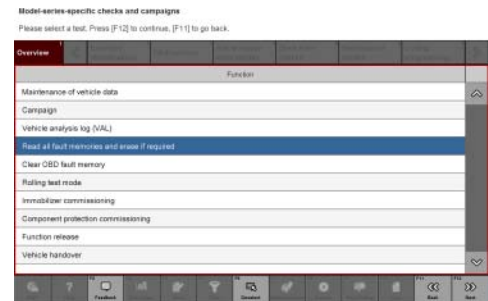 Model-series-specific checks and campaigns
Please select a test. Press [F12] to continue, [F11] to go back.
Overview
Function
Maintenance of vehicle data
Campaign
Vehicle analysis log (VAL)
Read all fault memories and erase if required
Clear OBD fault memory
Rolling test mode
Immobilizer commissioning
Component protection commissioning
Function release
Vehicle handover
F11 F12
Feedback Back Next